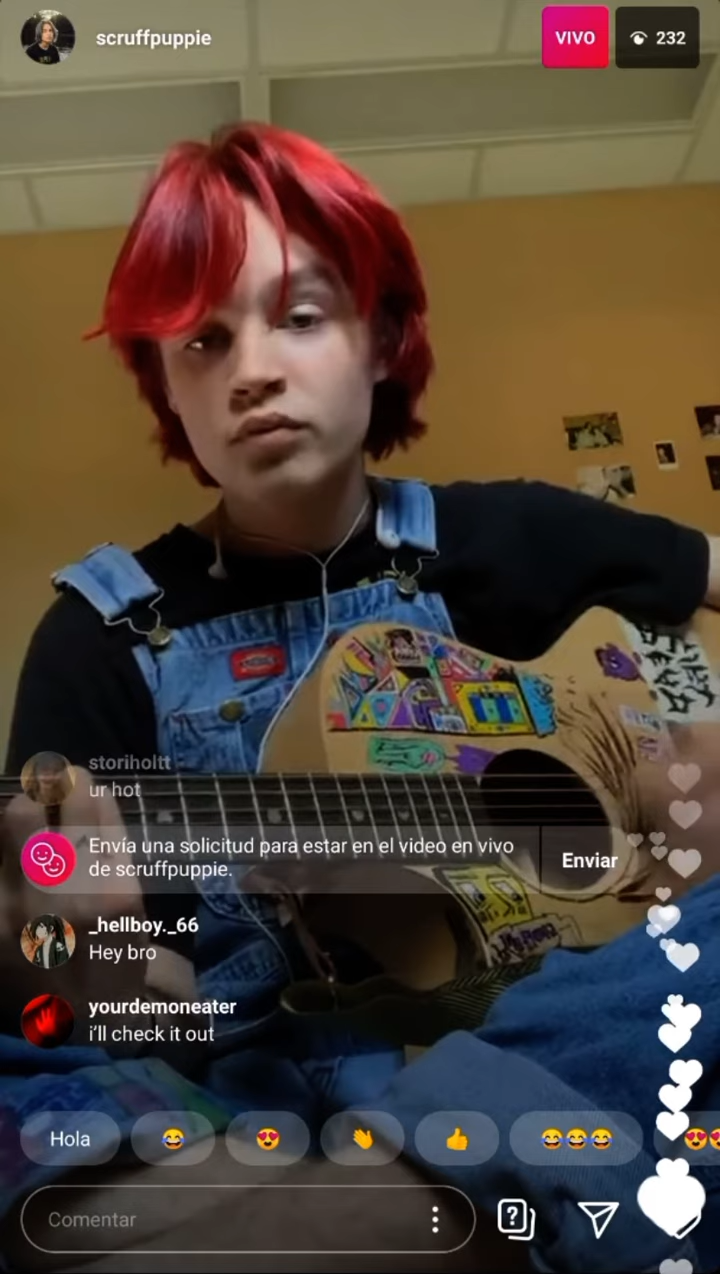 scruffpuppie
VIVO
232
storiholtt
ur hot
Envía una solicitud para estar en el video en vivo
de scruffpuppie.
Enviar
_hellboy._66
Hey bro
yourdemoneater
i'll check it out
Hola
Comentar